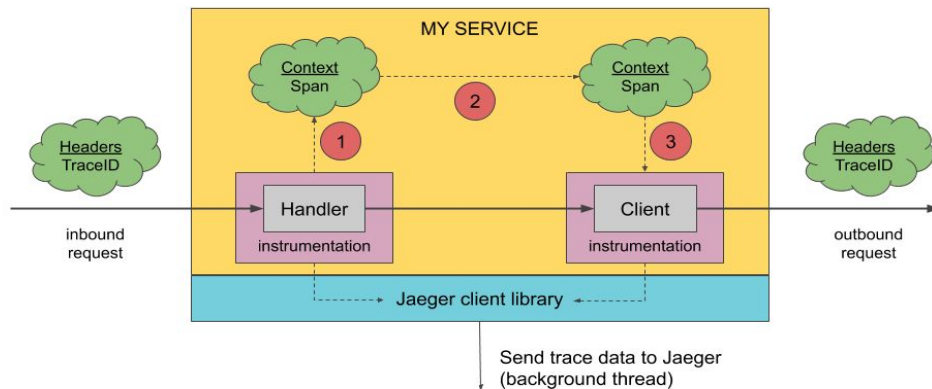 MY SERVICE
Context
Span
Context
Span
2
1
3
Headers
TraceID
Headers
TraceID
Handler
Client
instrumentation
instrumentation
inbound
request
outbound
request
Jaeger client library
Send trace data to Jaeger
(background thread)